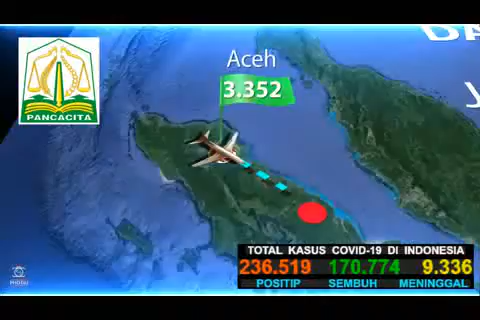 Aceh
3.352
PANCACITA
TOTAL KASUS COVID-19 DI INDONESIA
236.519 170.774 9.336
POSITIP SEMBUH MENINGGAL